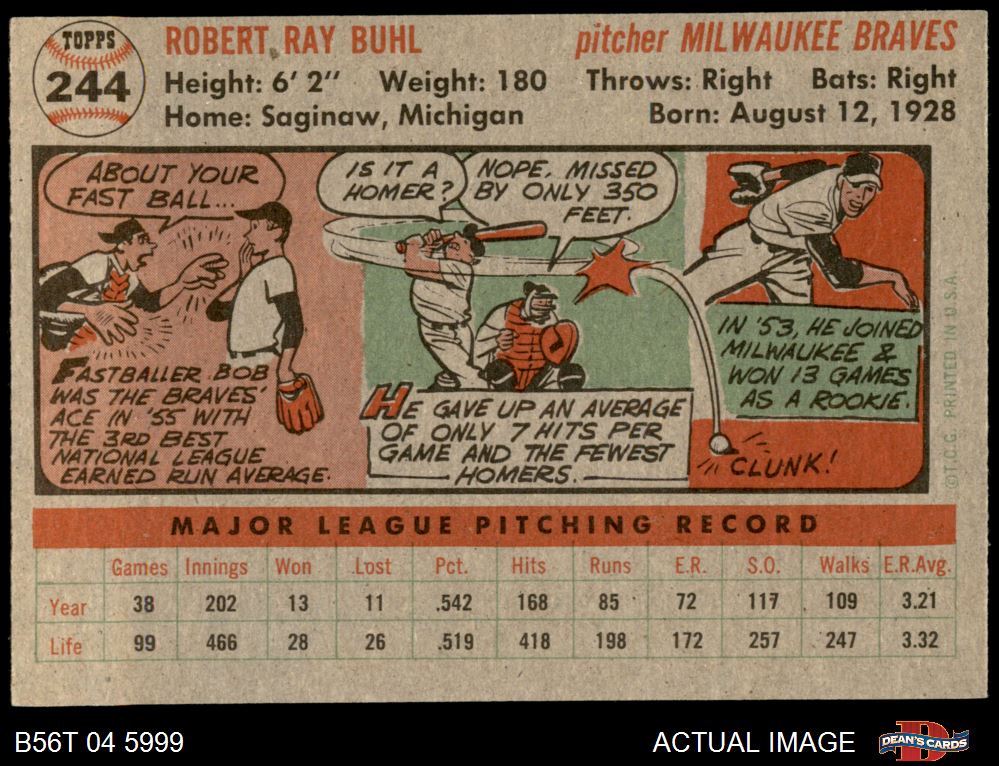 TOPPS
244
ROBERT RAY BUHL
pitcher MILWAUKEE BRAVES
Height: 6' 2" Weight: 180 Throws: Right Bats: Right
Home: Saginaw, Michigan Born: August 12, 1928
ABOUT YOUR
FAST BALL...
FASTBALLER BOB
WAS THE BRAVES'
ACE IN '55 WITH
THE 3RD BEST
NATIONAL LEAGUE
EARNED RUN AVERAGE.
IS IT A
HOMER?
NOPE, MISSED
BY ONLY 350
FEET.
HE GAVE UP AN AVERAGE
OF ONLY 7 HITS PER
GAME AND THE FEWEST
HOMERS.
IN '53, HE JOINED
MILWAUKEE &
WON 13 GAMES
AS A ROOKIE.
CLUNK!
©T.C.G. PRINTED IN U.S.A.
MAJOR LEAGUE PITCHING RECORD
Games Innings Won Lost Pct. Hits Runs E.R. S.O. Walks E.R.Avg.
Year 38 202 13 11 .542 168 85 72 117 109 3.21
Life 99 466 28 26 .519 418 198 172 257 247 3.32
B56T 04 5999
ACTUAL IMAGE
DEAN'S CARDS